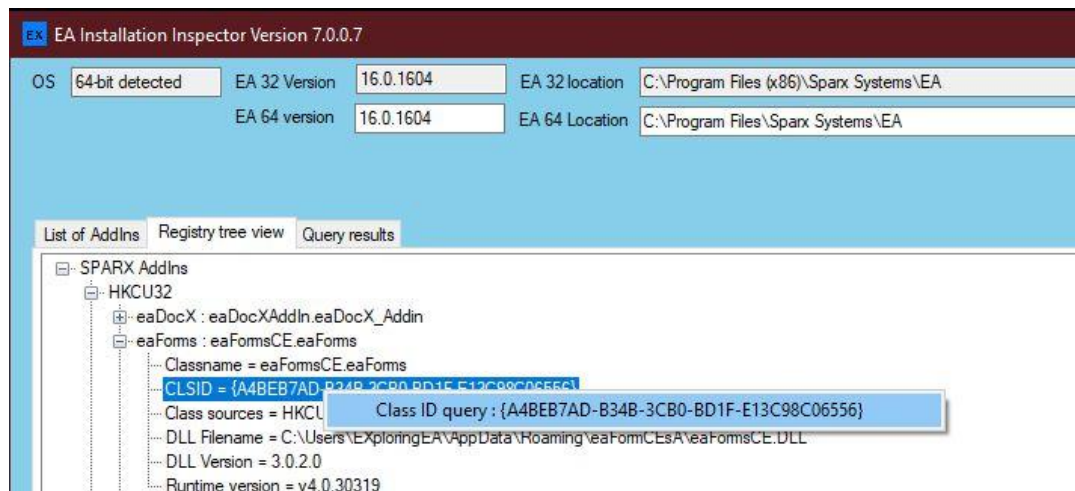 EX EA Installation Inspector Version 7.0.0.7
OS 64-bit detected EA 32 Version 16.0.1604 EA 32 location C:\Program Files (x86)\Sparx Systems\EA
EA 64 version 16.0.1604 EA 64 Location C:\Program Files\Sparx Systems\EA
List of AddIns Registry tree view Query results
SPARX AddIns
HKCU32
eaDocX : eaDocXAddIn.eaDocX_Addin
eaForms : eaFormsCE.eaForms
Classname = eaFormsCE.eaForms
CLSID = {A4BEB7AD-B34B-3CB0-BD1F-E13C98C06556}
Class sources = HKCU
Class ID query : {A4BEB7AD-B34B-3CB0-BD1F-E13C98C06556}
DLL Filename = C:\Users\EXploringEA\AppData\Roaming\eaFormCEsA\eaFormsCE.DLL
DLL Version = 3.0.2.0
Runtime version = v4.0.30319